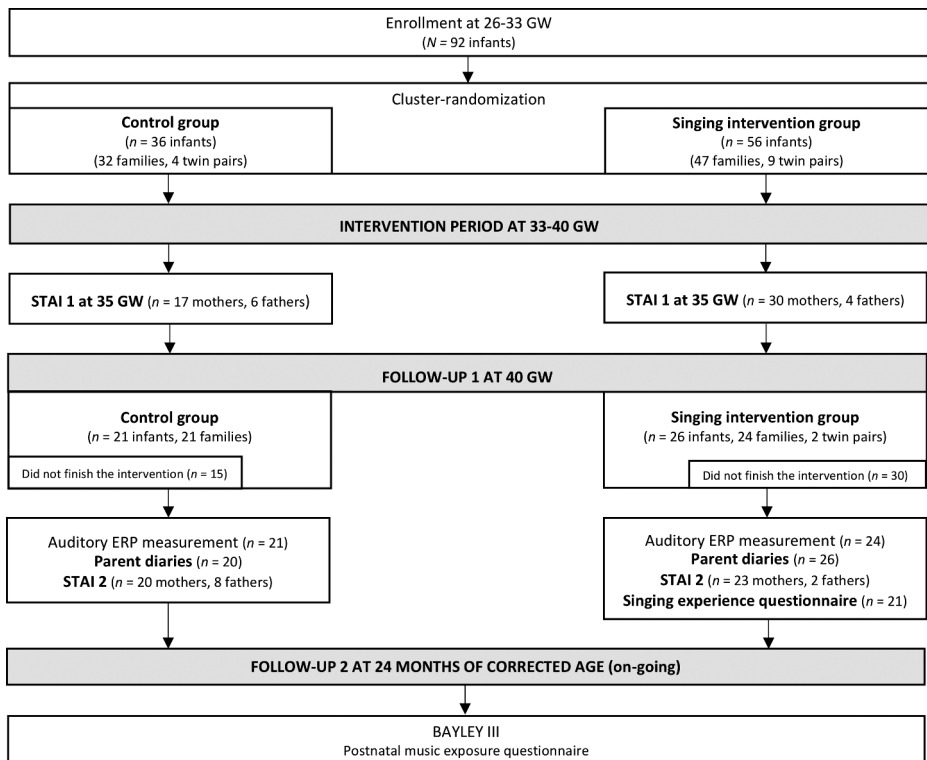 Enrollment at 26-33 GW
(N = 92 infants)
Cluster-randomization
Control group
(n = 36 infants)
(32 families, 4 twin pairs)
Singing intervention group
(n = 56 infants)
(47 families, 9 twin pairs)
INTERVENTION PERIOD AT 33-40 GW
STAI 1 at 35 GW (n = 17 mothers, 6 fathers)
STAI 1 at 35 GW (n = 30 mothers, 4 fathers)
FOLLOW-UP 1 AT 40 GW
Control group
(n = 21 infants, 21 families)
Did not finish the intervention (n = 15)
Singing intervention group
(n = 26 infants, 24 families, 2 twin pairs)
Did not finish the intervention (n = 30)
Auditory ERP measurement (n = 21)
Parent diaries (n = 20)
STAI 2 (n = 20 mothers, 8 fathers)
Auditory ERP measurement (n = 24)
Parent diaries (n = 26)
STAI 2 (n = 23 mothers, 2 fathers)
Singing experience questionnaire (n = 21)
FOLLOW-UP 2 AT 24 MONTHS OF CORRECTED AGE (on-going)
BAYLEY III
Postnatal music exposure questionnaire